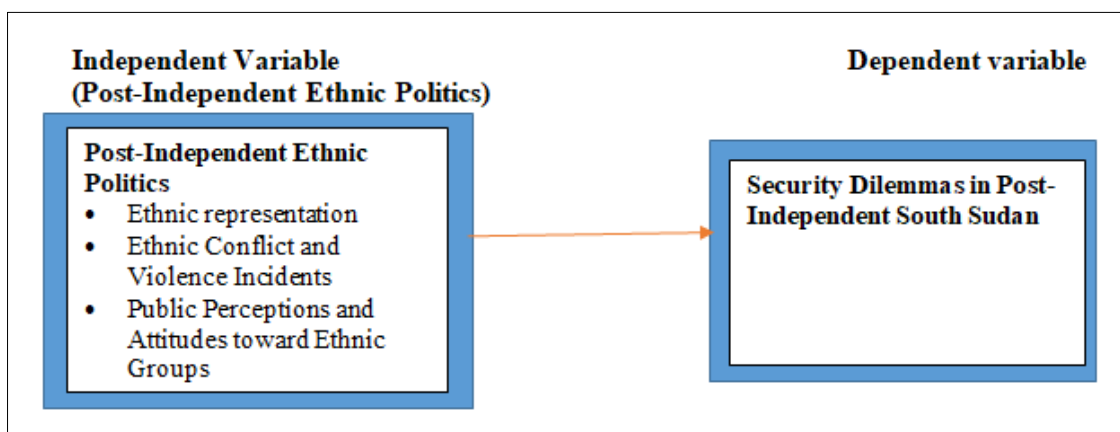 Independent Variable
(Post-Independent Ethnic Politics)
Post-Independent Ethnic
Politics
• Ethnic representation
• Ethnic Conflict and
Violence Incidents
• Public Perceptions and
Attitudes toward Ethnic
Groups
Dependent variable
Security Dilemmas in Post-
Independent South Sudan